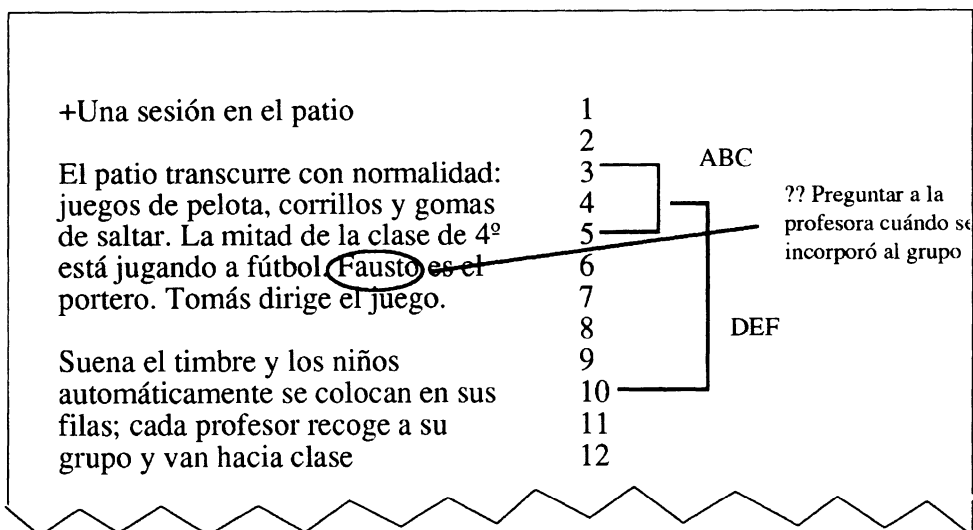 +Una sesión en el patio
El patio transcurre con normalidad:
juegos de pelota, corrillos y gomas
de saltar. La mitad de la clase de 4º
está jugando a fútbol. Fausto es el
portero. Tomás dirige el juego.
Suena el timbre y los niños
automáticamente se colocan en sus
filas; cada profesor recoge a su
grupo y van hacia clase
1
2
3
4
5
6
7
8
9
10
11
12
ABC
DEF
?? Preguntar a la
profesora cuándo se
incorporó al grupo